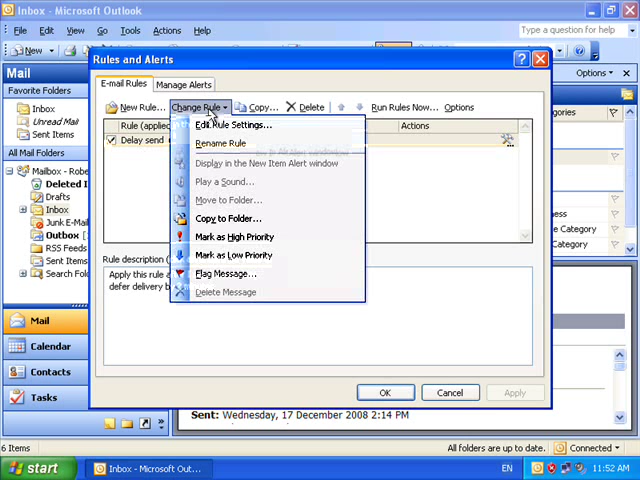 Inbox - Microsoft Outlook
File Edit View Go Tools Actions Help
Type a question for help
New
Mail
Options
Favorite Folders
Inbox
Unread Mail
Sent Items
All Mail Folders
Mailbox - Robe
Deleted I
Drafts
Inbox
Junk E-mail
Outbox
RSS Feeds
Sent Items
Search Fold
Mail
Calendar
Contacts
Tasks
Rules and Alerts
E-mail Rules Manage Alerts
New Rule... Change Rule Copy... Delete Run Rules Now... Options
Rule (applied Actions
Delay send
Edit Rule Settings...
Rename Rule
Display in the New Item Alert window
Play a Sound...
Move to Folder...
Copy to Folder...
Mark as High Priority
Mark as Low Priority
Flag Message...
Delete Message
Rule description (
Apply this rule a
defer delivery b
OK Cancel Apply
gories
ness
te Category
Sent: Wednesday, 17 December 2008 2:14 PM
6 Items
All folders are up to date. Connected
start
Inbox - Microsoft Out...
EN
11:52 AM